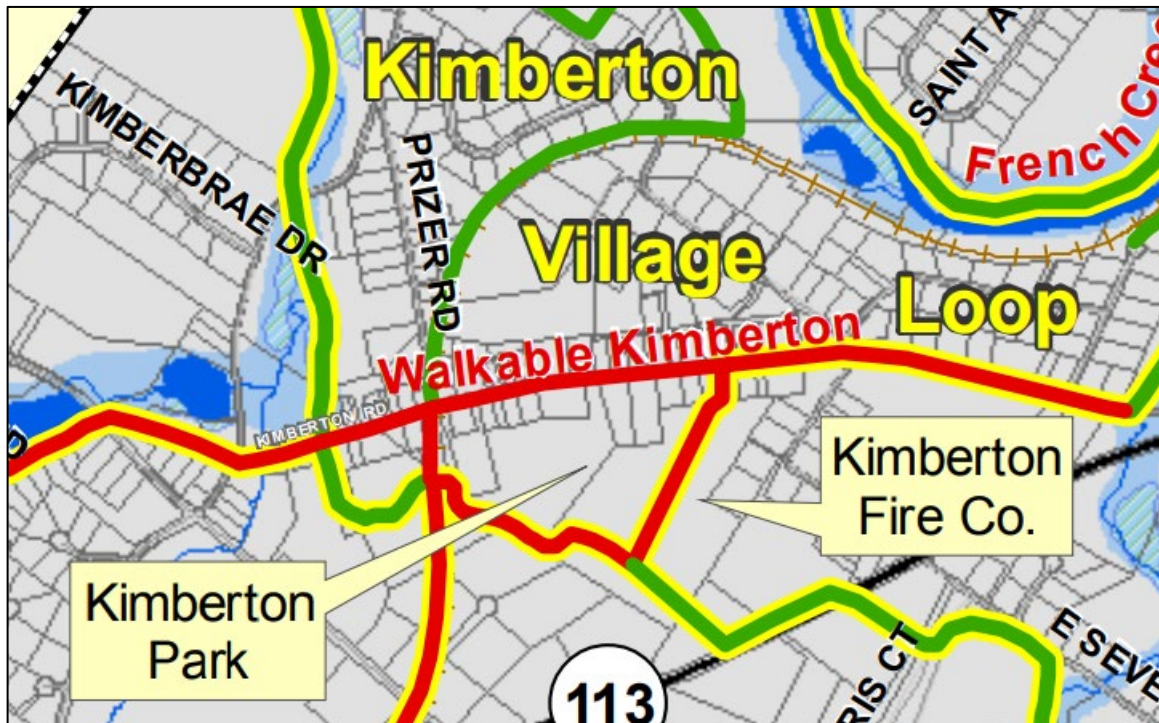 Kimberton
SAINT A
French Cree
KIMBERBRAE DR
PRIZER RD
Village
Loop
Walkable Kimberton
KIMBERTON RD
D
Kimberton
Fire Co.
Kimberton
Park
113
RIS CT
E SEVE